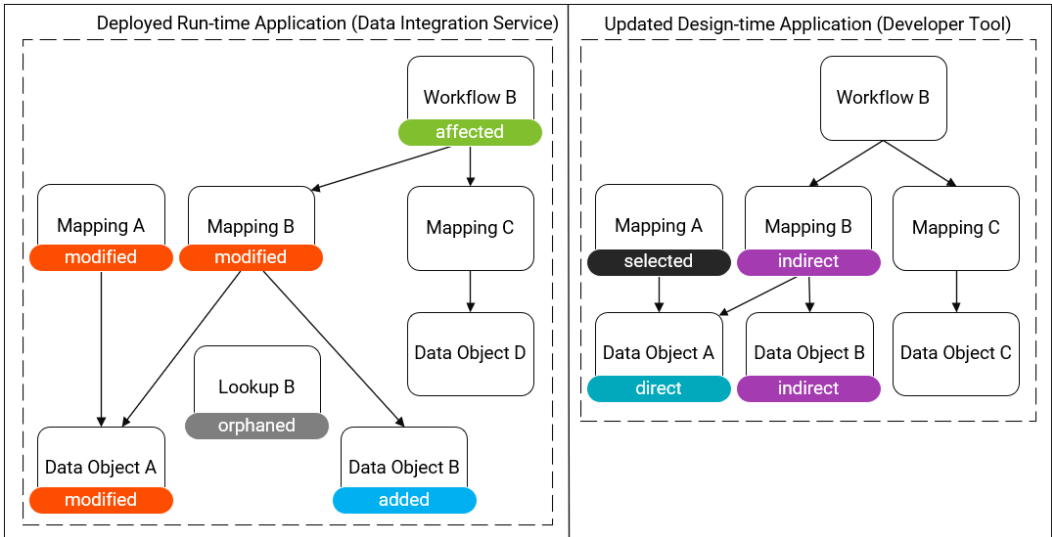 Deployed Run-time Application (Data Integration Service)
Workflow B
affected
Mapping A
modified
Mapping B
modified
Mapping C
Data Object D
Lookup B
orphaned
Data Object A
modified
Data Object B
added
Updated Design-time Application (Developer Tool)
Workflow B
Mapping A
selected
Mapping B
indirect
Mapping C
Data Object A
direct
Data Object B
indirect
Data Object C